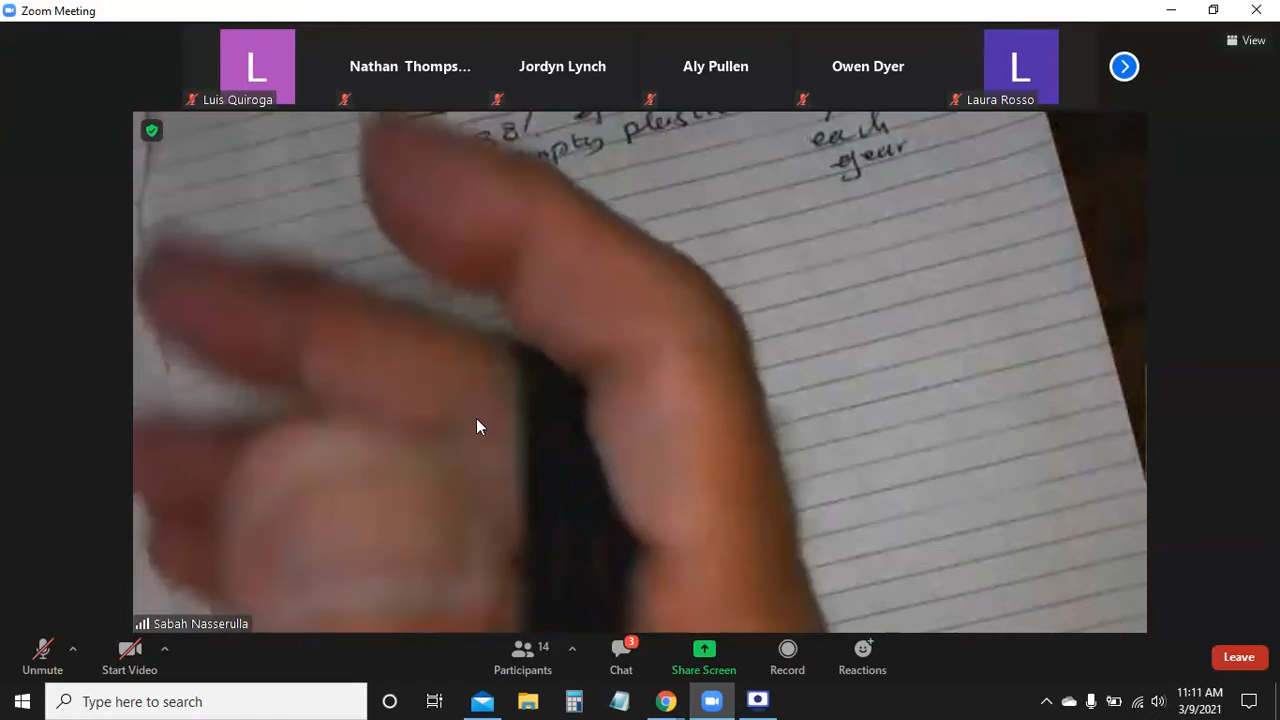 Zoom Meeting
View
L
Nathan Thomps...
Jordyn Lynch
Aly Pullen
Owen Dyer
L
Luis Quiroga
Laura Rosso
each
year
Sabah Nasserulla
14
3
Unmute
Start Video
Participants
Chat
Share Screen
Record
Reactions
Leave
Type here to search
11:11 AM
3/9/2021